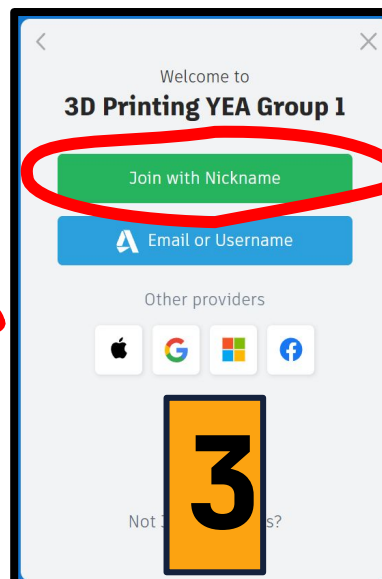 Welcome to
3D Printing YEA Group 1
Join with Nickname
Email or Username
Other providers
3
Not s?